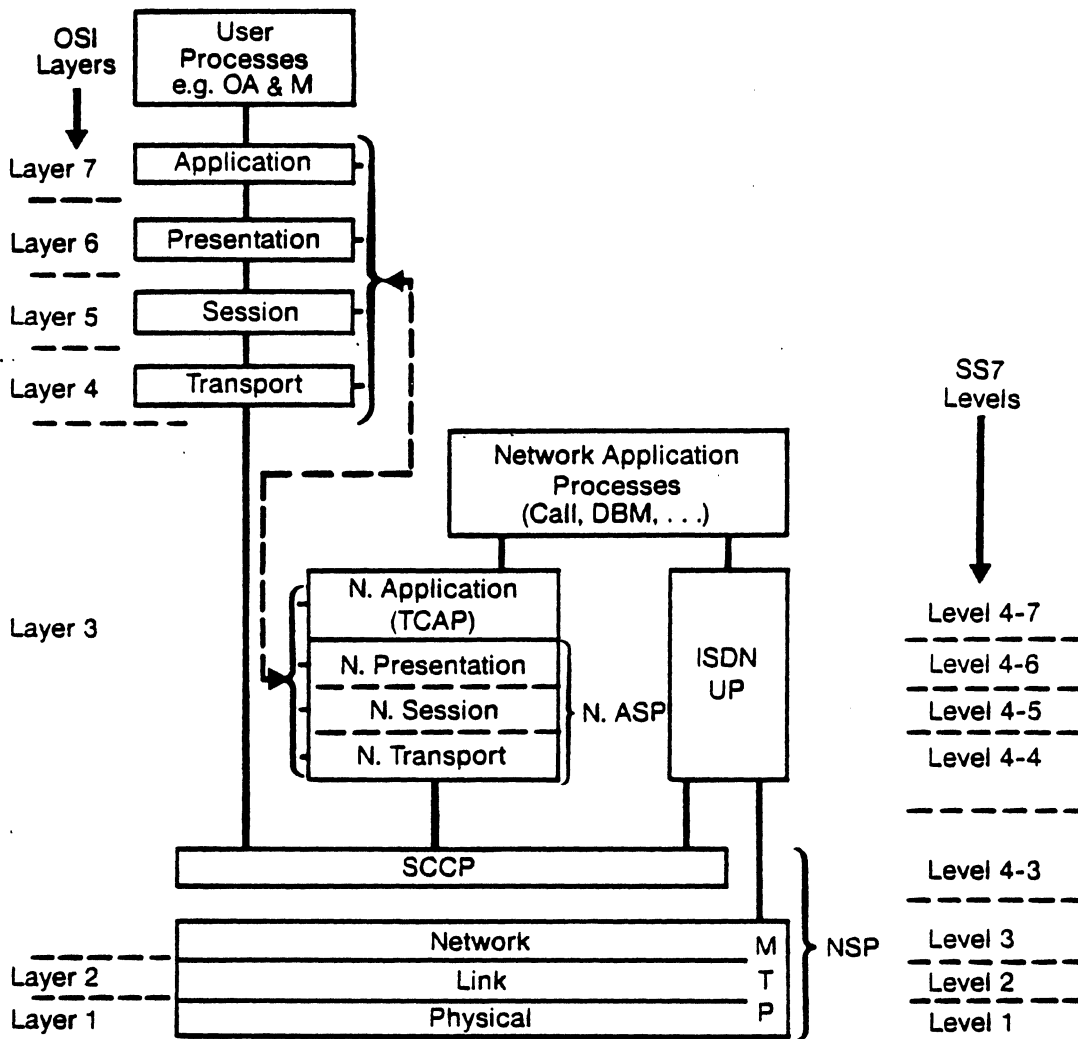 OSI
Layers
User
Processes
e.g. OA & M
Layer 7
Application
Layer 6
Presentation
Layer 5
Session
Layer 4
Transport
SS7
Levels
Network Application
Processes
(Call, DBM, . . .)
Layer 3
N. Application
(TCAP)
N. Presentation
N. Session
N. Transport
N. ASP
ISDN
UP
Level 4-7
Level 4-6
Level 4-5
Level 4-4
SCCP
Level 4-3
Network
Link
Physical
M
T
P
NSP
Layer 2
Layer 1
Level 3
Level 2
Level 1